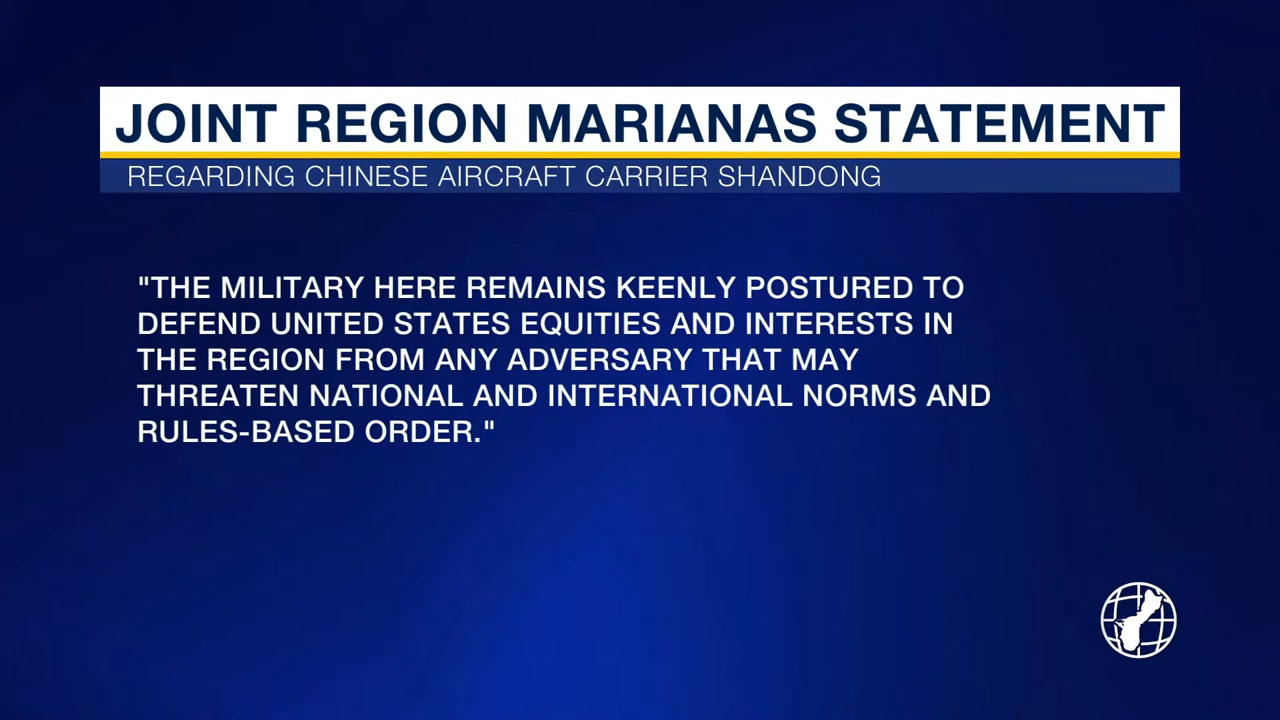 JOINT REGION MARIANAS STATEMENT
REGARDING CHINESE AIRCRAFT CARRIER SHANDONG
"THE MILITARY HERE REMAINS KEENLY POSTURED TO
DEFEND UNITED STATES EQUITIES AND INTERESTS IN
THE REGION FROM ANY ADVERSARY THAT MAY
THREATEN NATIONAL AND INTERNATIONAL NORMS AND
RULES-BASED ORDER."